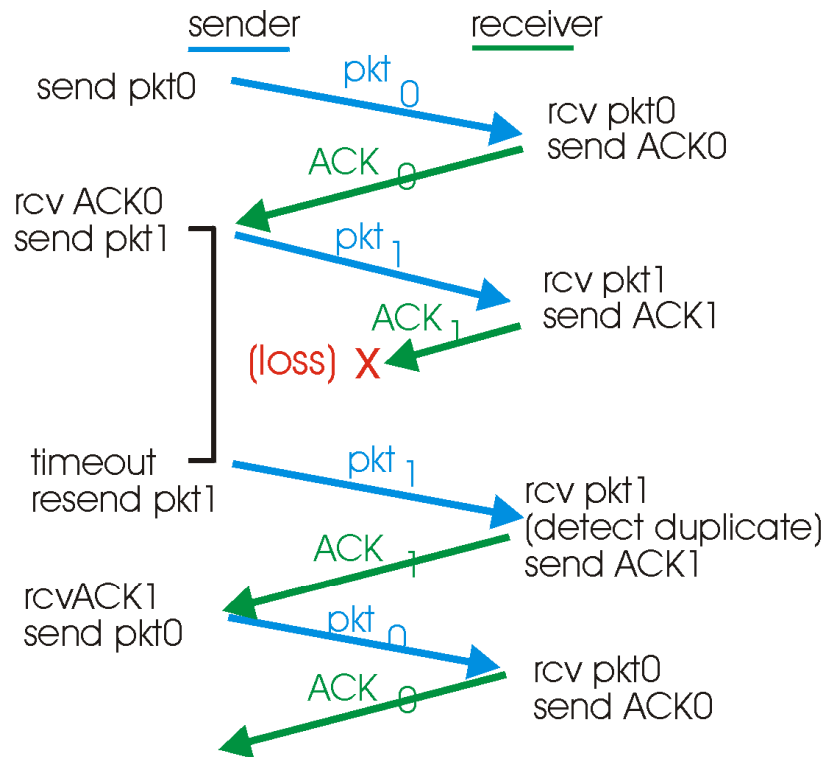 sender
receiver
send pkt0
pkt 0
rcv pkt0
send ACK0
ACK 0
rcv ACK0
send pkt1
pkt 1
rcv pkt1
send ACK1
ACK 1
(loss) X
timeout
resend pkt1
pkt 1
rcv pkt1
(detect duplicate)
send ACK1
ACK 1
rcvACK1
send pkt0
pkt 0
rcv pkt0
send ACK0
ACK 0